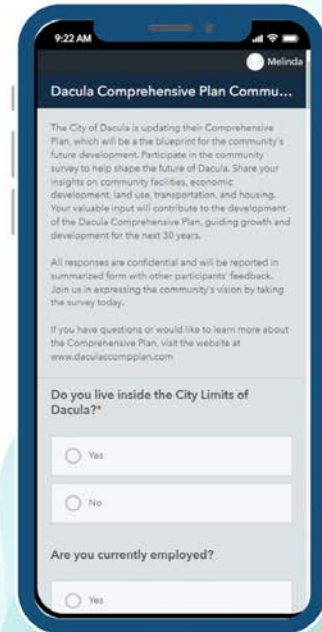 9:22 AM
Melinda
Dacula Comprehensive Plan Commu...
The City of Dacula is updating their Comprehensive
Plan, which will be a the blueprint for the community's
future development. Participate in the community
survey to help shape the future of Dacula. Share your
insights on community facilities, economic
development, land use, transportation, and housing.
Your valuable input will contribute to the development
of the Dacula Comprehensive Plan, guiding growth and
development for the next 30 years.
All responses are confidential and will be reported in
summarized form with other participants' feedback.
Join us in expressing the community's vision by taking
the survey today.
If you have questions or would like to learn more about
the Comprehensive Plan, visit the website at
www.daculaccompplan.com
Do you live inside the City Limits of
Dacula?*
Yes
No
Are you currently employed?
Yes